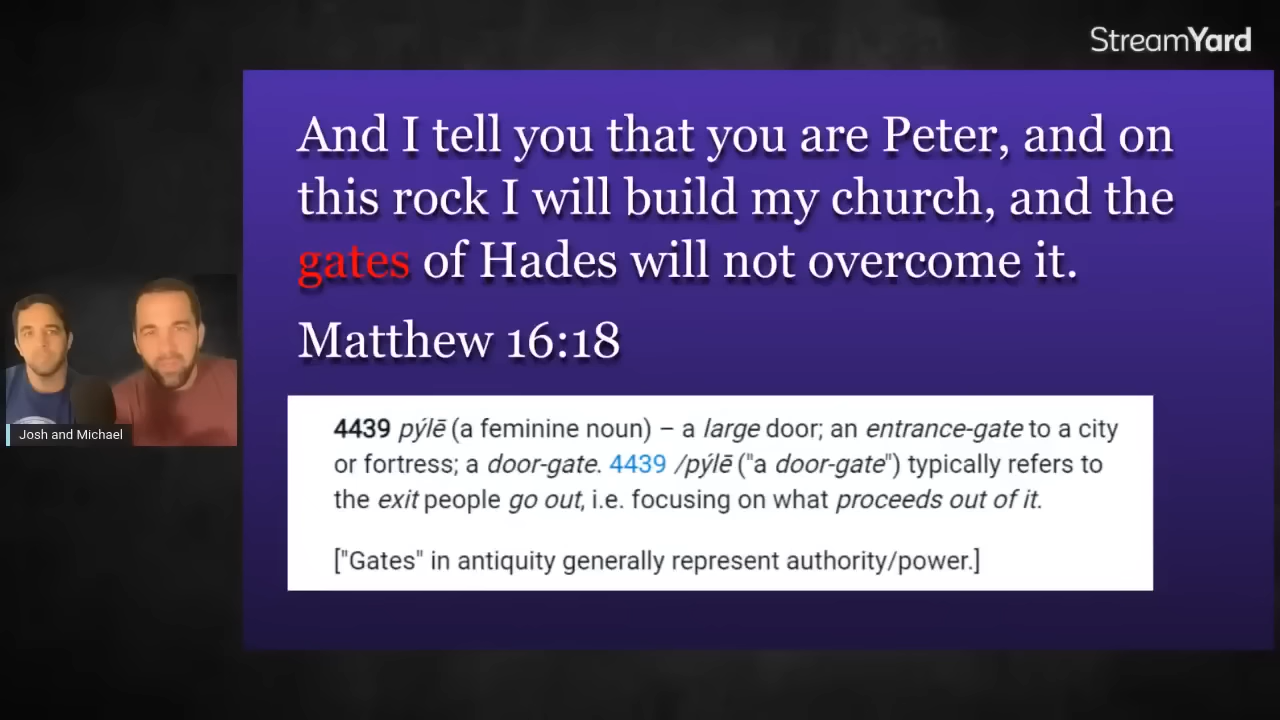 StreamYard
And I tell you that you are Peter, and on
this rock I will build my church, and the
gates of Hades will not overcome it.
Matthew 16:18
4439 pýlē (a feminine noun) – a large door; an entrance-gate to a city
or fortress; a door-gate. 4439 /pýlē ("a door-gate") typically refers to
the exit people go out, i.e. focusing on what proceeds out of it.
["Gates" in antiquity generally represent authority/power.]
Josh and Michael